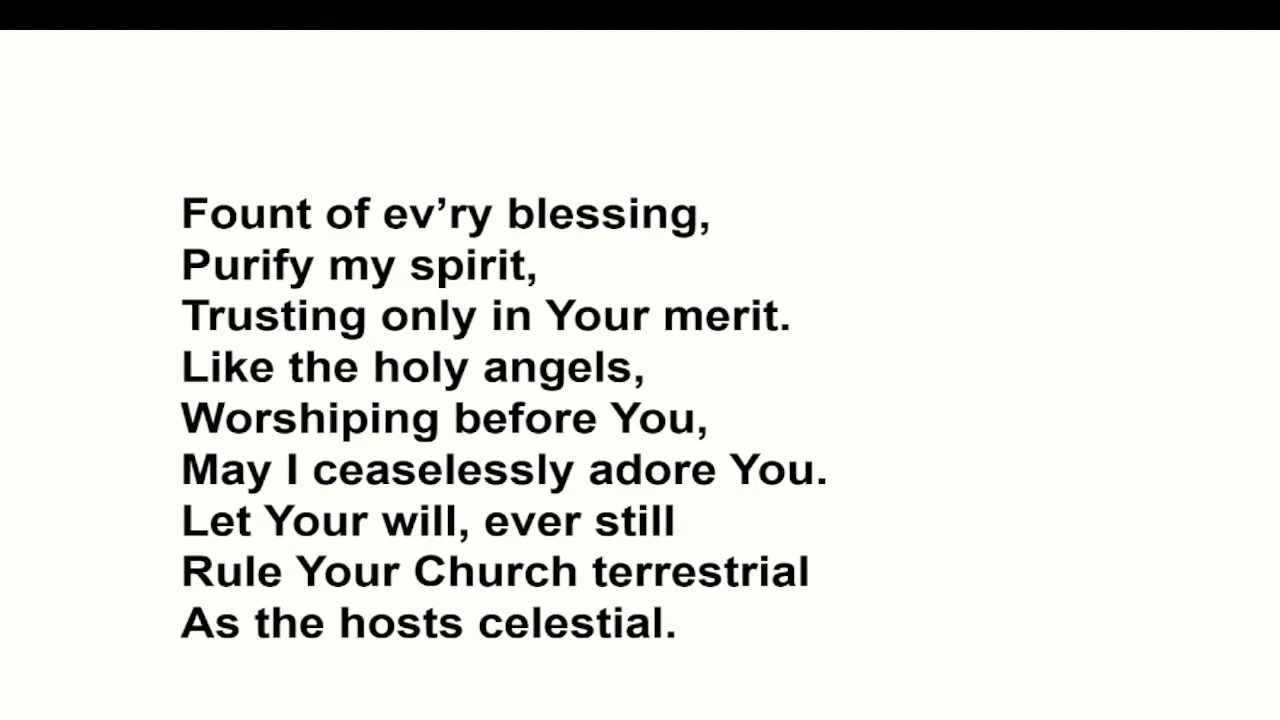 Fount of ev’ry blessing,
Purify my spirit,
Trusting only in Your merit.
Like the holy angels,
Worshiping before You,
May I ceaselessly adore You.
Let Your will, ever still
Rule Your Church terrestrial
As the hosts celestial.